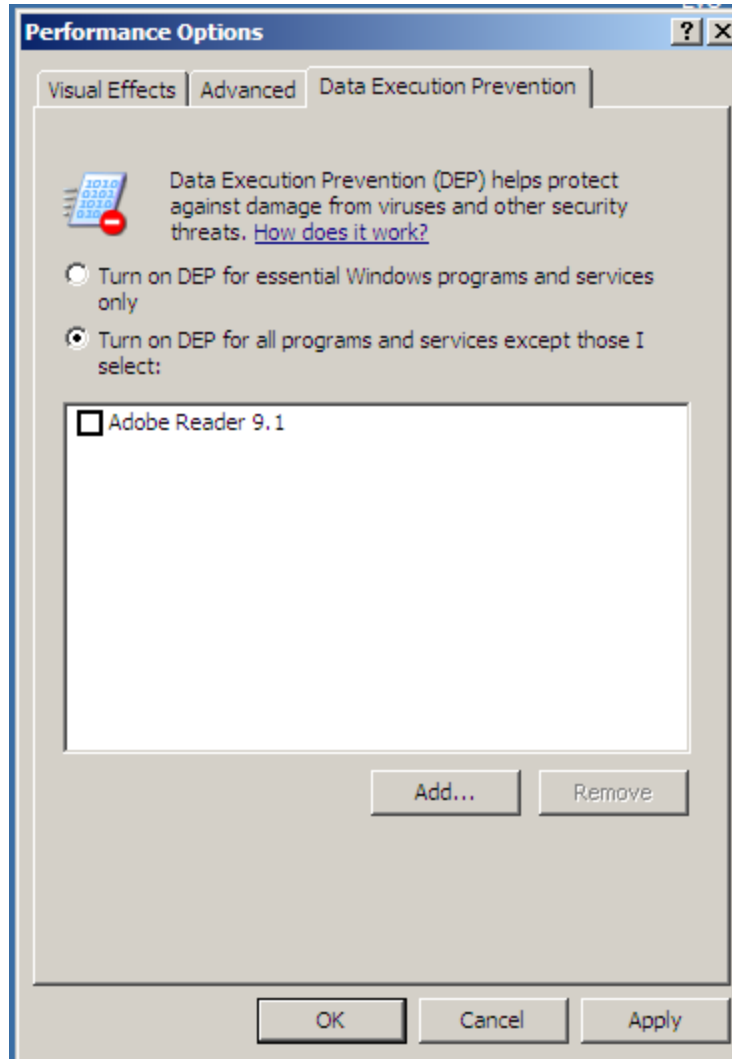 Performance Options
Visual Effects
Advanced
Data Execution Prevention
Data Execution Prevention (DEP) helps protect
against damage from viruses and other security
threats. How does it work?
Turn on DEP for essential Windows programs and services
only
Turn on DEP for all programs and services except those I
select:
Adobe Reader 9.1
Add...
Remove
OK
Cancel
Apply